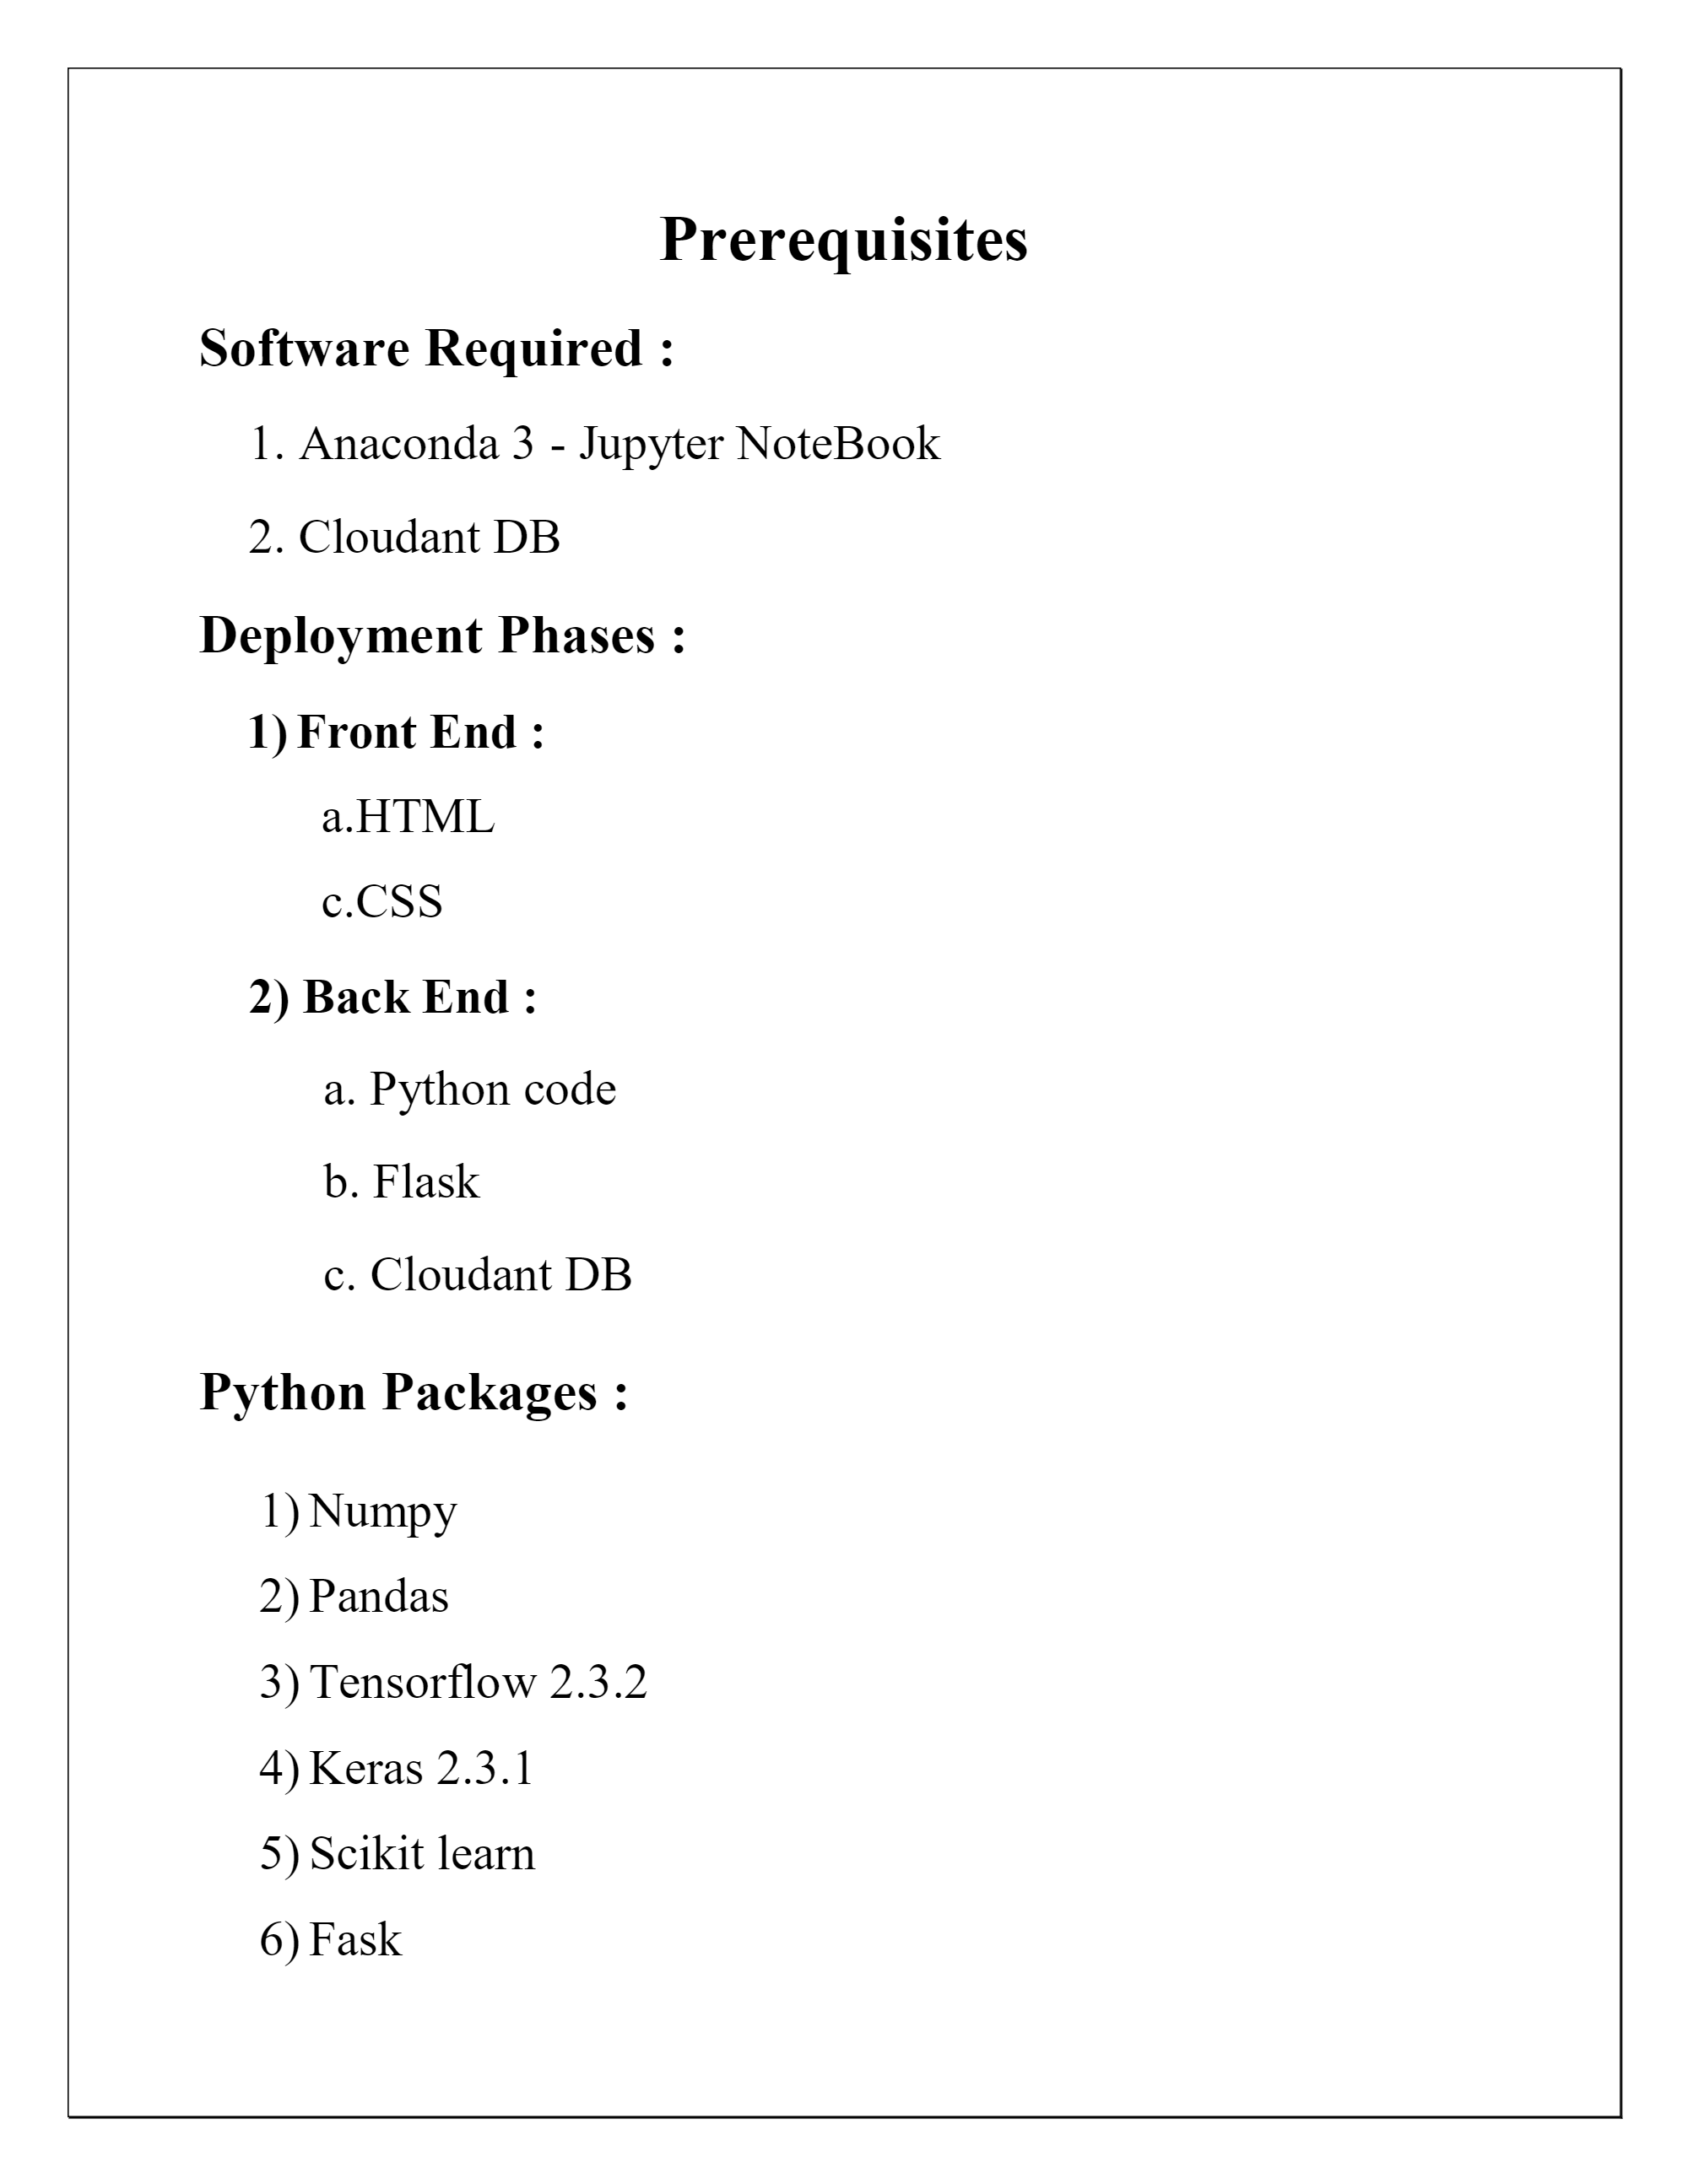 Prerequisites
Software Required :
1. Anaconda 3 - Jupyter NoteBook
2. Cloudant DB
Deployment Phases :
1) Front End :
a.HTML
c.CSS
2) Back End :
a. Python code
b. Flask
c. Cloudant DB
Python Packages :
1) Numpy
2) Pandas
3) Tensorflow 2.3.2
4) Keras 2.3.1
5) Scikit learn
6) Fask